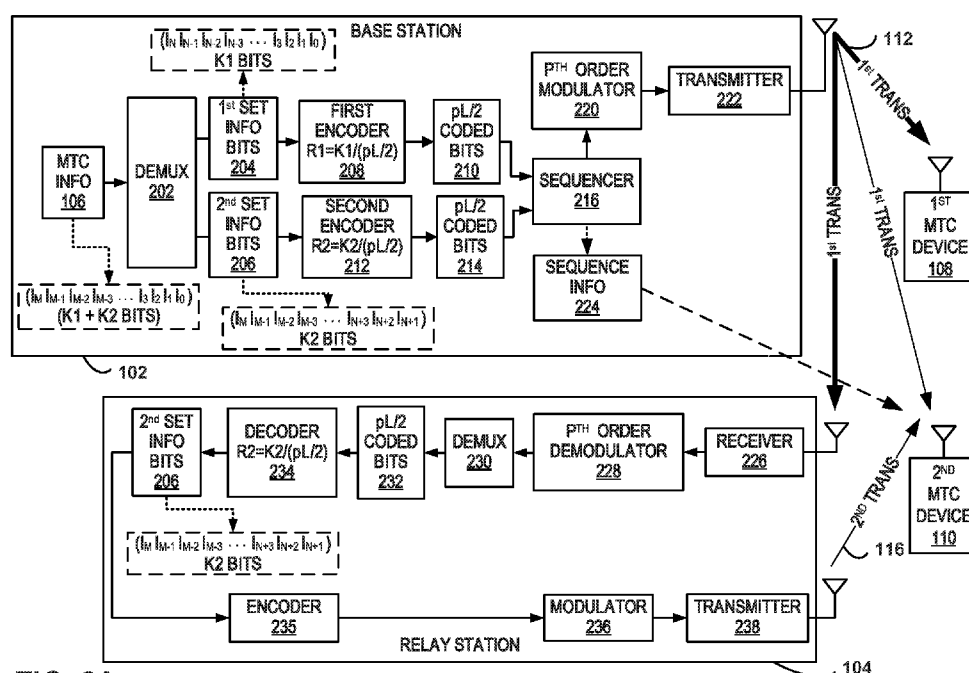 BASE STATION
(I_N I_N-1 I_N-2 I_N-3 ··· I_3 I_2 I_1 I_0)
K1 BITS
MTC
INFO
106
DEMUX
202
1st SET
INFO
BITS
204
FIRST
ENCODER
R1=K1/(pL/2)
208
pL/2
CODED
BITS
210
2nd SET
INFO
BITS
206
SECOND
ENCODER
R2=K2/(pL/2)
212
pL/2
CODED
BITS
214
SEQUENCER
216
PTH ORDER
MODULATOR
220
TRANSMITTER
222
SEQUENCE
INFO
224
(I_M I_M-1 I_M-2 I_M-3 ··· I_3 I_2 I_1 I_0)
(K1 + K2 BITS)
(I_M I_M-1 I_M-2 I_M-3 ··· I_N+3 I_N+2 I_N+1)
K2 BITS
102
112
1st TRANS
1st TRANS
1st TRANS
1ST
MTC
DEVICE
108
2ND TRANS
116
2ND
MTC
DEVICE
110
2nd SET
INFO
BITS
206
DECODER
R2=K2/(pL/2)
234
pL/2
CODED
BITS
232
DEMUX
230
PTH ORDER
DEMODULATOR
228
RECEIVER
226
(I_M I_M-1 I_M-2 I_M-3 ··· I_N+3 I_N+2 I_N+1)
K2 BITS
ENCODER
235
MODULATOR
236
TRANSMITTER
238
RELAY STATION
104